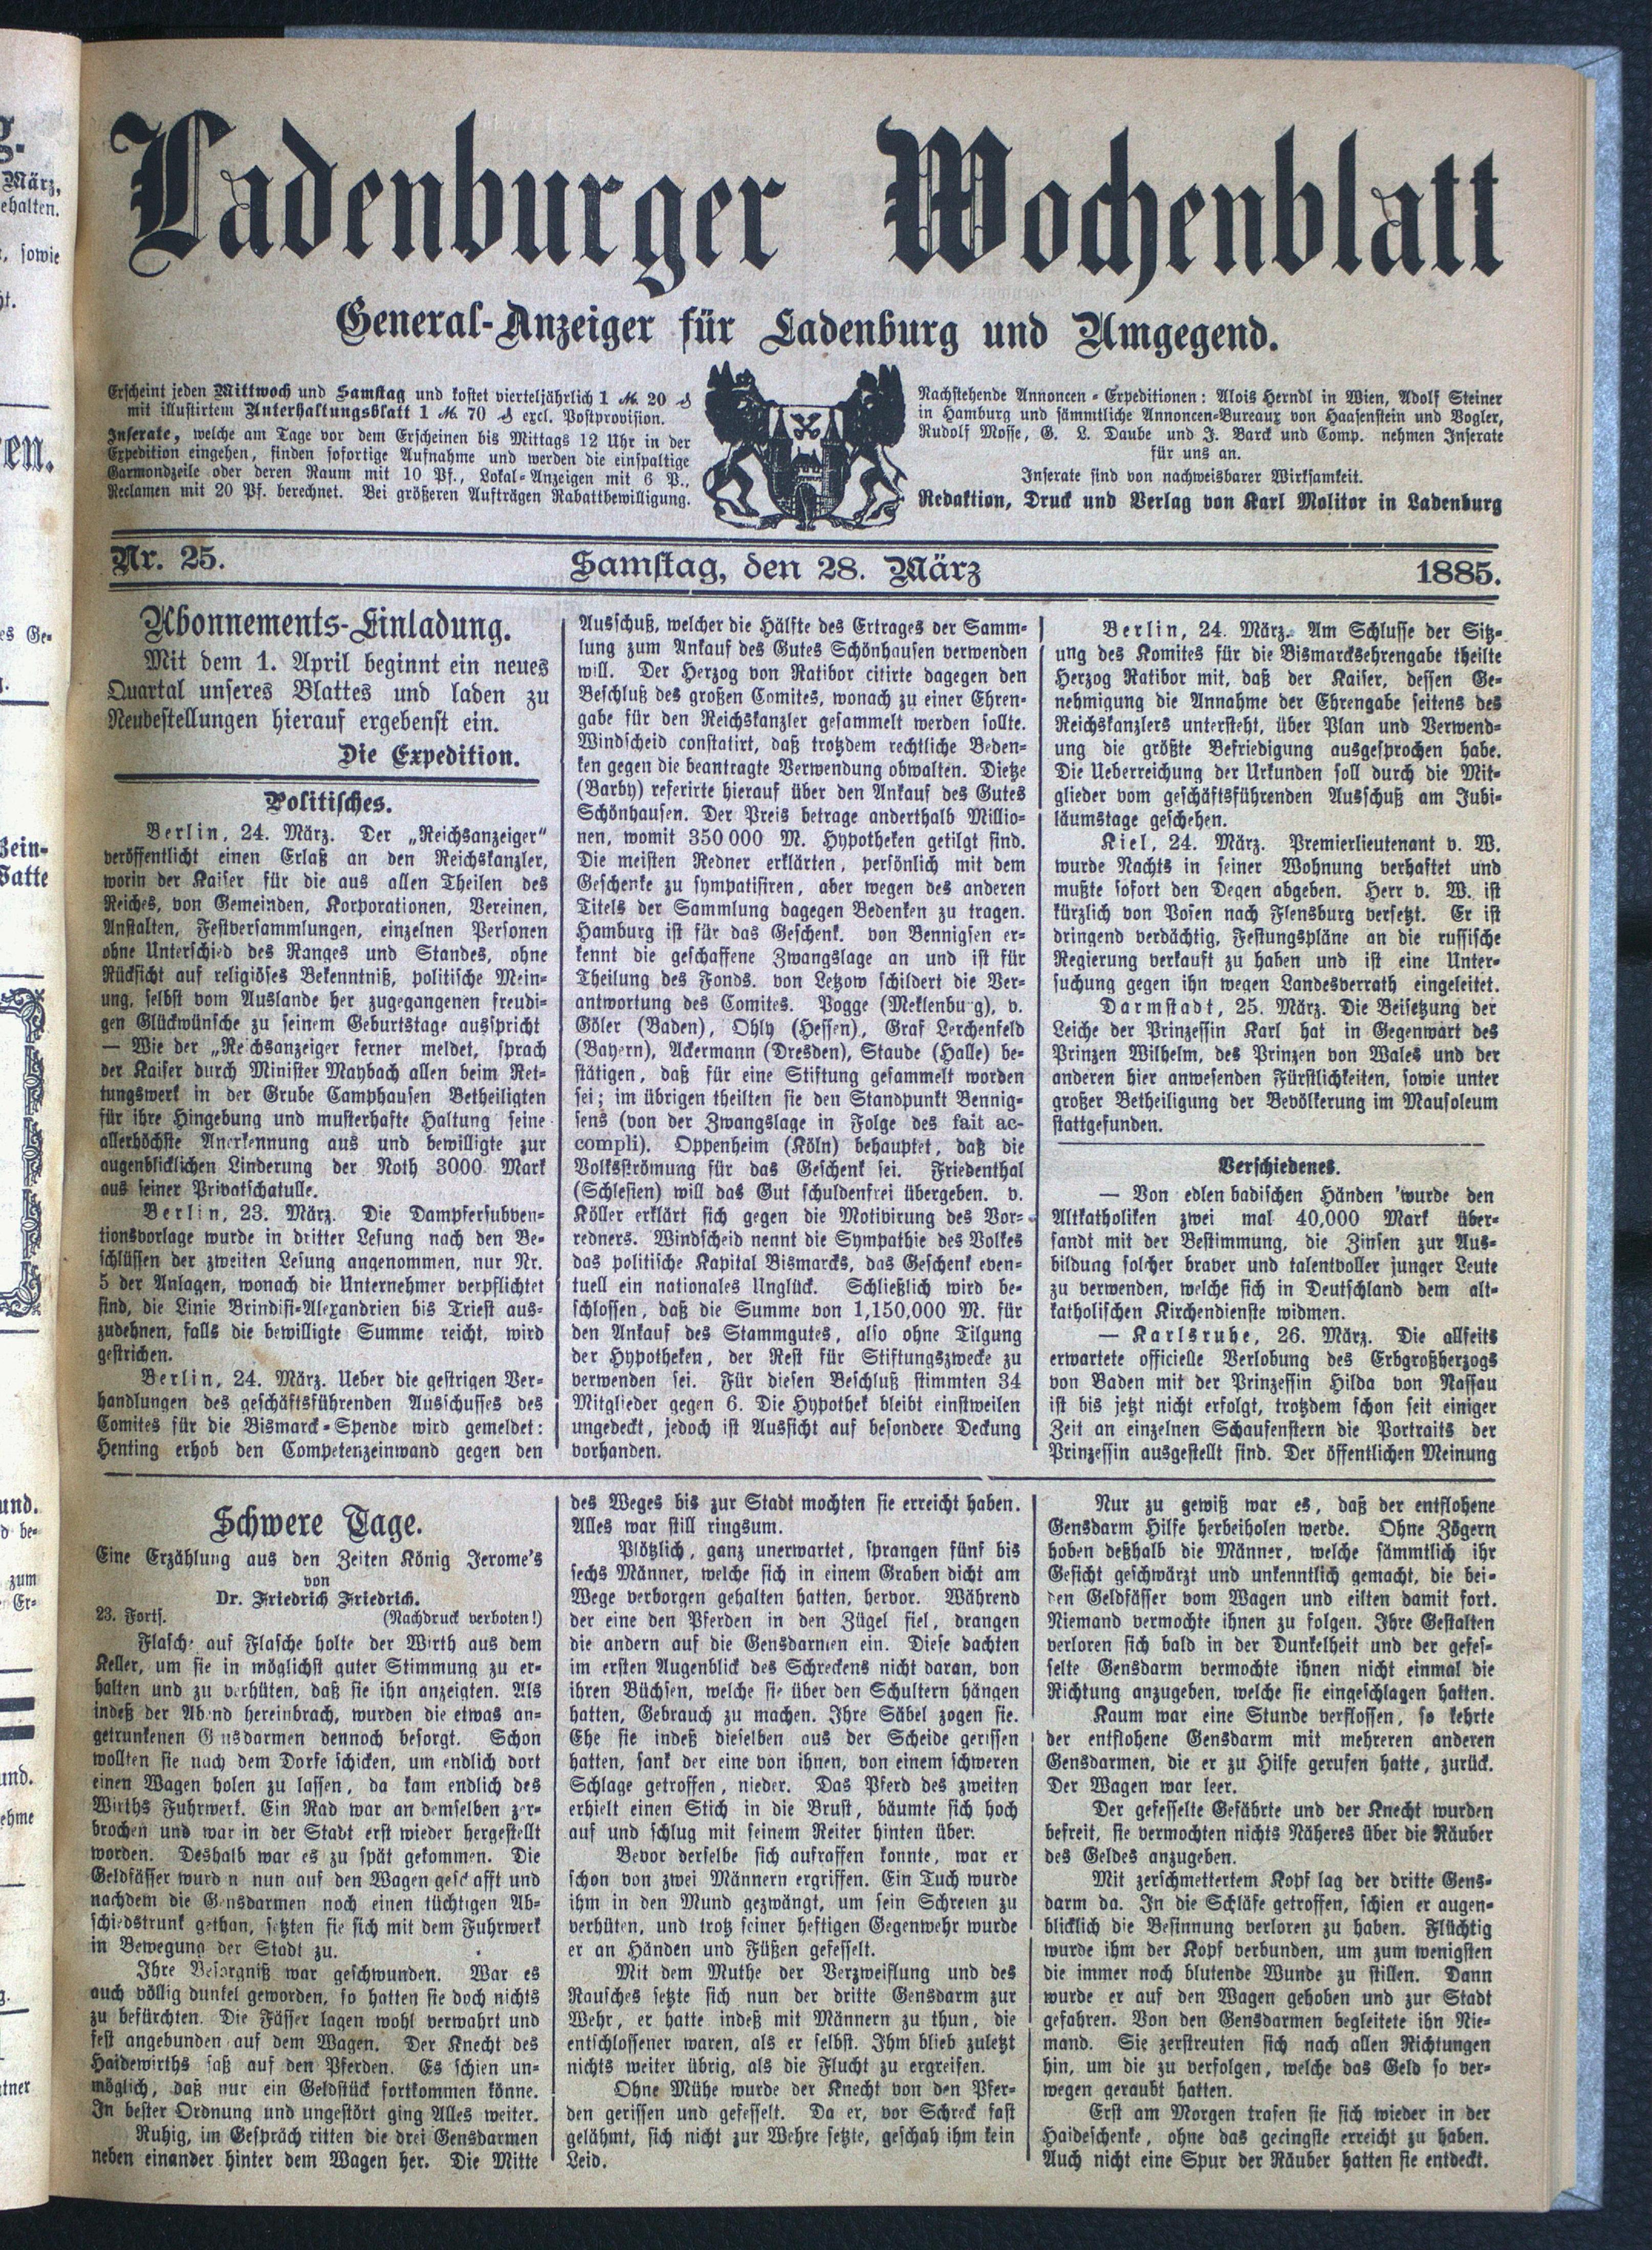 Ladenburger Wochenblatt
General-Anzeiger für Ladenburg und Umgegend.
Erscheint jeden Mittwoch und Samstag und kostet vierteljährlich 1 M. 20 ₰
mit illustrirtem Unterhaltungsblatt 1 M. 70 ₰ excl. Postprovision.
Inserate, welche am Tage vor dem Erscheinen bis Mittags 12 Uhr in der
Expedition eingehen, finden sofortige Aufnahme und werden die einspaltige
Garmondzeile oder deren Raum mit 10 Pf., Lokal-Anzeigen mit 6 P.,
Reclamen mit 20 Pf. berechnet. Bei größeren Aufträgen Rabattbewilligung.
Nachstehende Annoncen-Expeditionen: Alois Herndl in Wien, Adolf Steiner
in Hamburg und sämmtliche Annoncen-Bureaux von Haasenstein und Vogler,
Rudolf Mosse, G. L. Daube und J. Barck und Comp. nehmen Inserate
für uns an.
Inserate sind von nachweisbarer Wirksamkeit.
Redaktion, Druck und Verlag von Karl Molitor in Ladenburg
Nr. 25.
Samstag, den 28. März
1885.
Abonnements-Einladung.
Mit dem 1. April beginnt ein neues
Quartal unseres Blattes und laden zu
Neubestellungen hierauf ergebenst ein.
Die Expedition.
Politisches.
Berlin, 24. März. Der „Reichsanzeiger“
veröffentlicht einen Erlaß an den Reichskanzler,
worin der Kaiser für die aus allen Theilen des
Reiches, von Gemeinden, Korporationen, Vereinen,
Anstalten, Festversammlungen, einzelnen Personen
ohne Unterschied des Ranges und Standes, ohne
Rücksicht auf religiöses Bekenntniß, politische Mein-
ung, selbst vom Auslande her zugegangenen freudi-
gen Glückwünsche zu seinem Geburtstage ausspricht
— Wie der „Reichsanzeiger ferner meldet, sprach
der Kaiser durch Minister Maybach allen beim Ret-
tungswerk in der Grube Camphausen Betheiligten
für ihre Hingebung und musterhafte Haltung seine
allerhöchste Anerkennung aus und bewilligte zur
augenblicklichen Linderung der Noth 3000 Mark
aus seiner Privatschatulle.
Berlin, 23. März. Die Dampfersubven-
tionsvorlage wurde in dritter Lesung nach den Be-
schlüssen der zweiten Lesung angenommen, nur Nr.
5 der Anlagen, wonach die Unternehmer verpflichtet
sind, die Linie Brindisi-Alexandrien bis Triest aus-
zudehnen, falls die bewilligte Summe reicht, wird
gestrichen.
Berlin, 24. März. Ueber die gestrigen Ver-
handlungen des geschäftsführenden Ausschusses des
Comites für die Bismarck-Spende wird gemeldet:
Henting erhob den Competenzeinwand gegen den
Ausschuß, welcher die Hälfte des Ertrages der Samm-
lung zum Ankauf des Gutes Schönhausen verwenden
will. Der Herzog von Ratibor citirte dagegen den
Beschluß des großen Comites, wonach zu einer Ehren-
gabe für den Reichskanzler gesammelt werden sollte.
Windscheid constatirt, daß trotzdem rechtliche Beden-
ken gegen die beantragte Verwendung obwalten. Dietze
(Barby) referirte hierauf über den Ankauf des Gutes
Schönhausen. Der Preis betrage anderthalb Millio-
nen, womit 350 000 M. Hypotheken getilgt sind.
Die meisten Redner erklärten, persönlich mit dem
Geschenke zu sympatisiren, aber wegen des anderen
Titels der Sammlung dagegen Bedenken zu tragen.
Hamburg ist für das Geschenk. von Bennigsen er-
kennt die geschaffene Zwangslage an und ist für
Theilung des Fonds. von Letzow schildert die Ver-
antwortung des Comites. Pogge (Meklenbu g), v.
Göler (Baden), Ohly (Hessen), Graf Lerchenfeld
(Bayern), Ackermann (Dresden), Staude (Halle) be-
stätigen, daß für eine Stiftung gesammelt worden
sei; im übrigen theilten sie den Standpunkt Bennig-
sens (von der Zwangslage in Folge des fait ac-
compli). Oppenheim (Köln) behauptet, daß die
Volksströmung für das Geschenk sei. Friedenthal
(Schlesien) will das Gut schuldenfrei übergeben. v.
Köller erklärt sich gegen die Motivirung des Vor-
redners. Windscheid nennt die Sympathie des Volkes
das politische Kapital Bismarcks, das Geschenk even-
tuell ein nationales Unglück. Schließlich wird be-
schlossen, daß die Summe von 1,150,000 M. für
den Ankauf des Stammgutes, also ohne Tilgung
der Hypotheken, der Rest für Stiftungszwecke zu
verwenden sei. Für diesen Beschluß stimmten 34
Mitglieder gegen 6. Die Hypothek bleibt einstweilen
ungedeckt, jedoch ist Aussicht auf besondere Deckung
vorhanden.
Berlin, 24. März. Am Schlusse der Sitz-
ung des Komites für die Bismarcksehrengabe theilte
Herzog Ratibor mit, daß der Kaiser, dessen Ge-
nehmigung die Annahme der Ehrengabe seitens des
Reichskanzlers untersteht, über Plan und Verwend-
ung die größte Befriedigung ausgesprochen habe.
Die Ueberreichung der Urkunden soll durch die Mit-
glieder vom geschäftsführenden Ausschuß am Jubi-
läumstage geschehen.
Kiel, 24. März. Premierlieutenant v. W.
wurde Nachts in seiner Wohnung verhaftet und
mußte sofort den Degen abgeben. Herr v. W. ist
kürzlich von Posen nach Flensburg versetzt. Er ist
dringend verdächtig, Festungspläne an die russische
Regierung verkauft zu haben und ist eine Unter-
suchung gegen ihn wegen Landesverrath eingeleitet.
Darmstadt, 25. März. Die Beisetzung der
Leiche der Prinzessin Karl hat in Gegenwart des
Prinzen Wilhelm, des Prinzen von Wales und der
anderen hier anwesenden Fürstlichkeiten, sowie unter
großer Betheiligung der Bevölkerung im Mausoleum
stattgefunden.
Verschiedenes.
— Von edlen badischen Händen wurde den
Altkatholiken zwei mal 40,000 Mark über-
sandt mit der Bestimmung, die Zinsen zur Aus-
bildung solcher braver und talentvoller junger Leute
zu verwenden, welche sich in Deutschland dem alt-
katholischen Kirchendienste widmen.
— Karlsruhe, 26. März. Die allseits
erwartete officielle Verlobung des Erbgroßherzogs
von Baden mit der Prinzessin Hilda von Nassau
ist bis jetzt nicht erfolgt, trotzdem schon seit einiger
Zeit an einzelnen Schaufenstern die Portraits der
Prinzessin ausgestellt sind. Der öffentlichen Meinung
Schwere Tage.
Eine Erzählung aus den Zeiten König Jerome's
von
Dr. Friedrich Friedrich.
23. Forts. (Nachdruck verboten!)
Flasche auf Flasche holte der Wirth aus dem
Keller, um sie in möglichst guter Stimmung zu er-
halten und zu verhüten, daß sie ihn anzeigten. Als
indeß der Abend hereinbrach, wurden die etwas an-
getrunkenen G nsdarmen dennoch besorgt. Schon
wollten sie nach dem Dorfe schicken, um endlich dort
einen Wagen holen zu lassen, da kam endlich des
Wirths Fuhrwerk. Ein Rad war an demselben zer-
brochen und war in der Stadt erst wieder hergestellt
worden. Deshalb war es zu spät gekommen. Die
Geldfässer wurd n nun auf den Wagen geschafft und
nachdem die Gensdarmen noch einen tüchtigen Ab-
schiedstrunk gethan, setzten sie sich mit dem Fuhrwerk
in Bewegung der Stadt zu.
Ihre Besorgniß war geschwunden. War es
auch völlig dunkel geworden, so hatten sie doch nichts
zu befürchten. Die Fässer lagen wohl verwahrt und
fest angebunden auf dem Wagen. Der Knecht des
Haidewirths saß auf den Pferden. Es schien un-
möglich, daß nur ein Geldstück fortkommen könne.
In bester Ordnung und ungestört ging Alles weiter.
Ruhig, im Gespräch ritten die drei Gensdarmen
neben einander hinter dem Wagen her. Die Mitte
des Weges bis zur Stadt mochten sie erreicht haben.
Alles war still ringsum.
Plötzlich, ganz unerwartet, sprangen fünf bis
sechs Männer, welche sich in einem Graben dicht am
Wege verborgen gehalten hatten, hervor. Während
der eine den Pferden in den Zügel fiel, drangen
die andern auf die Gensdarmen ein. Diese dachten
im ersten Augenblick des Schreckens nicht daran, von
ihren Büchsen, welche sie über den Schultern hängen
hatten, Gebrauch zu machen. Ihre Säbel zogen sie.
Ehe sie indeß dieselben aus der Scheide gerissen
hatten, sank der eine von ihnen, von einem schweren
Schlage getroffen, nieder. Das Pferd des zweiten
erhielt einen Stich in die Brust, bäumte sich hoch
auf und schlug mit seinem Reiter hinten über.
Bevor derselbe sich aufraffen konnte, war er
schon von zwei Männern ergriffen. Ein Tuch wurde
ihm in den Mund gezwängt, um sein Schreien zu
verhüten, und trotz seiner heftigen Gegenwehr wurde
er an Händen und Füßen gefesselt.
Mit dem Muthe der Verzweiflung und des
Rausches setzte sich nun der dritte Gensdarm zur
Wehr, er hatte indeß mit Männern zu thun, die
entschlossener waren, als er selbst. Ihm blieb zuletzt
nichts weiter übrig, als die Flucht zu ergreifen.
Ohne Mühe wurde der Knecht von den Pfer-
den gerissen und gefesselt. Da er, vor Schreck fast
gelähmt, sich nicht zur Wehre setzte, geschah ihm kein
Leid.
Nur zu gewiß war es, daß der entflohene
Gensdarm Hilfe herbeiholen werde. Ohne Zögern
hoben deßhalb die Männer, welche sämmtlich ihr
Gesicht geschwärzt und unkenntlich gemacht, die bei-
den Geldfässer vom Wagen und eilten damit fort.
Niemand vermochte ihnen zu folgen. Ihre Gestalten
verloren sich bald in der Dunkelheit und der gefes-
selte Gensdarm vermochte ihnen nicht einmal die
Richtung anzugeben, welche sie eingeschlagen hatten.
Kaum war eine Stunde verflossen, so kehrte
der entflohene Gensdarm mit mehreren anderen
Gensdarmen, die er zu Hilfe gerufen hatte, zurück.
Der Wagen war leer.
Der gefesselte Gefährte und der Knecht wurden
befreit, sie vermochten nichts Näheres über die Räuber
des Geldes anzugeben.
Mit zerschmettertem Kopf lag der dritte Gens-
darm da. In die Schläfe getroffen, schien er augen-
blicklich die Besinnung verloren zu haben. Flüchtig
wurde ihm der Kopf verbunden, um zum wenigsten
die immer noch blutende Wunde zu stillen. Dann
wurde er auf den Wagen gehoben und zur Stadt
gefahren. Von den Gensdarmen begleitete ihn Nie-
mand. Sie zerstreuten sich nach allen Richtungen
hin, um die zu verfolgen, welche das Geld so ver-
wegen geraubt hatten.
Erst am Morgen trafen sie sich wieder in der
Haideschenke, ohne das gecingste erreicht zu haben.
Auch nicht eine Spur der Räuber hatten sie entdeckt.